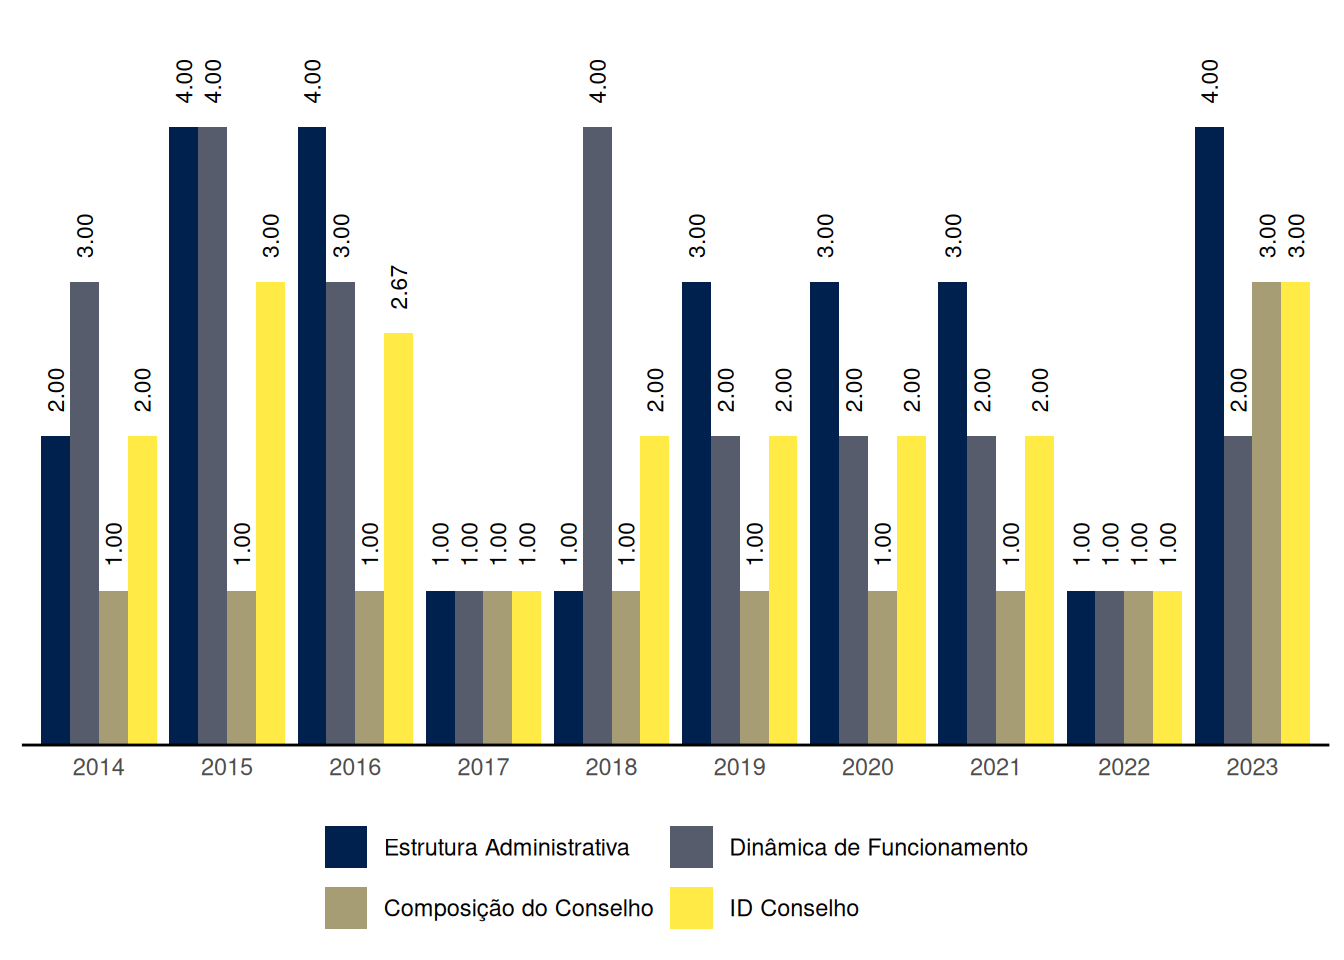 4.00 4.00 4.00 4.00 4.00
3.00 3.00 3.00 3.00 3.00 3.00 3.00 3.00
2.67
2.00 2.00 2.00 2.00 2.00 2.00 2.00 2.00 2.00 2.00
1.00 1.00 1.00 1.00 1.00 1.00 1.00 1.00 1.00 1.00 1.00 1.00 1.00 1.00 1.00 1.00
2014 2015 2016 2017 2018 2019 2020 2021 2022 2023
Estrutura Administrativa Dinâmica de Funcionamento
Composição do Conselho ID Conselho